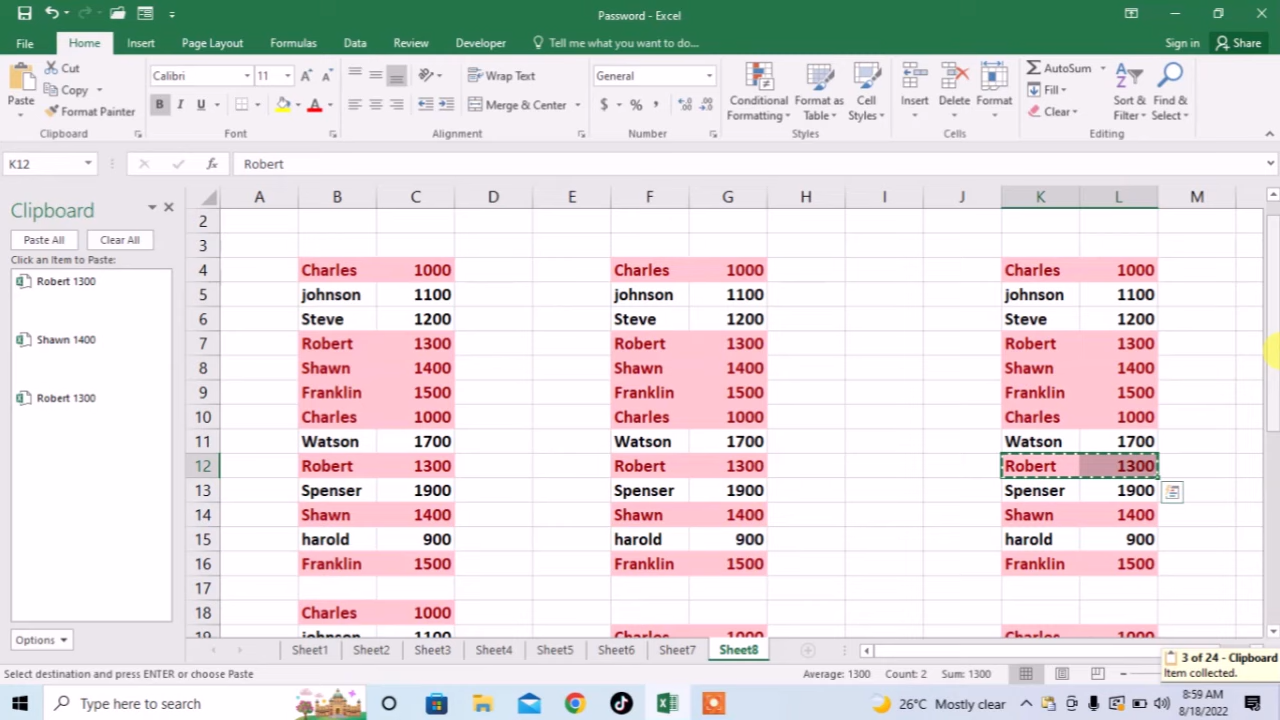 Password - Excel
File Home Insert Page Layout Formulas Data Review Developer Tell me what you want to do... Sign in Share
Paste Cut Copy Format Painter Clipboard
Calibri 11 A A B I U A Font
Wrap Text Merge & Center Alignment
General $ % , Number
Conditional Formatting Format as Table Cell Styles Styles
Insert Delete Format Cells
AutoSum Fill Clear Sort & Filter Find & Select Editing
K12 fx Robert
Clipboard
Paste All Clear All
Click an Item to Paste:
Robert 1300
Shawn 1400
Robert 1300
Options
A B C D E F G H I J K L M
2
3
4 Charles 1000 Charles 1000 Charles 1000
5 johnson 1100 johnson 1100 johnson 1100
6 Steve 1200 Steve 1200 Steve 1200
7 Robert 1300 Robert 1300 Robert 1300
8 Shawn 1400 Shawn 1400 Shawn 1400
9 Franklin 1500 Franklin 1500 Franklin 1500
10 Charles 1000 Charles 1000 Charles 1000
11 Watson 1700 Watson 1700 Watson 1700
12 Robert 1300 Robert 1300 Robert 1300
13 Spenser 1900 Spenser 1900 Spenser 1900
14 Shawn 1400 Shawn 1400 Shawn 1400
15 harold 900 harold 900 harold 900
16 Franklin 1500 Franklin 1500 Franklin 1500
17
18 Charles 1000
19 johnson 1100 Charles 1000 Charles 1000
Sheet1 Sheet2 Sheet3 Sheet4 Sheet5 Sheet6 Sheet7 Sheet8
Select destination and press ENTER or choose Paste Average: 1300 Count: 2 Sum: 1300
3 of 24 - Clipboard
Item collected.
Type here to search 26°C Mostly clear
8:59 AM
8/18/2022